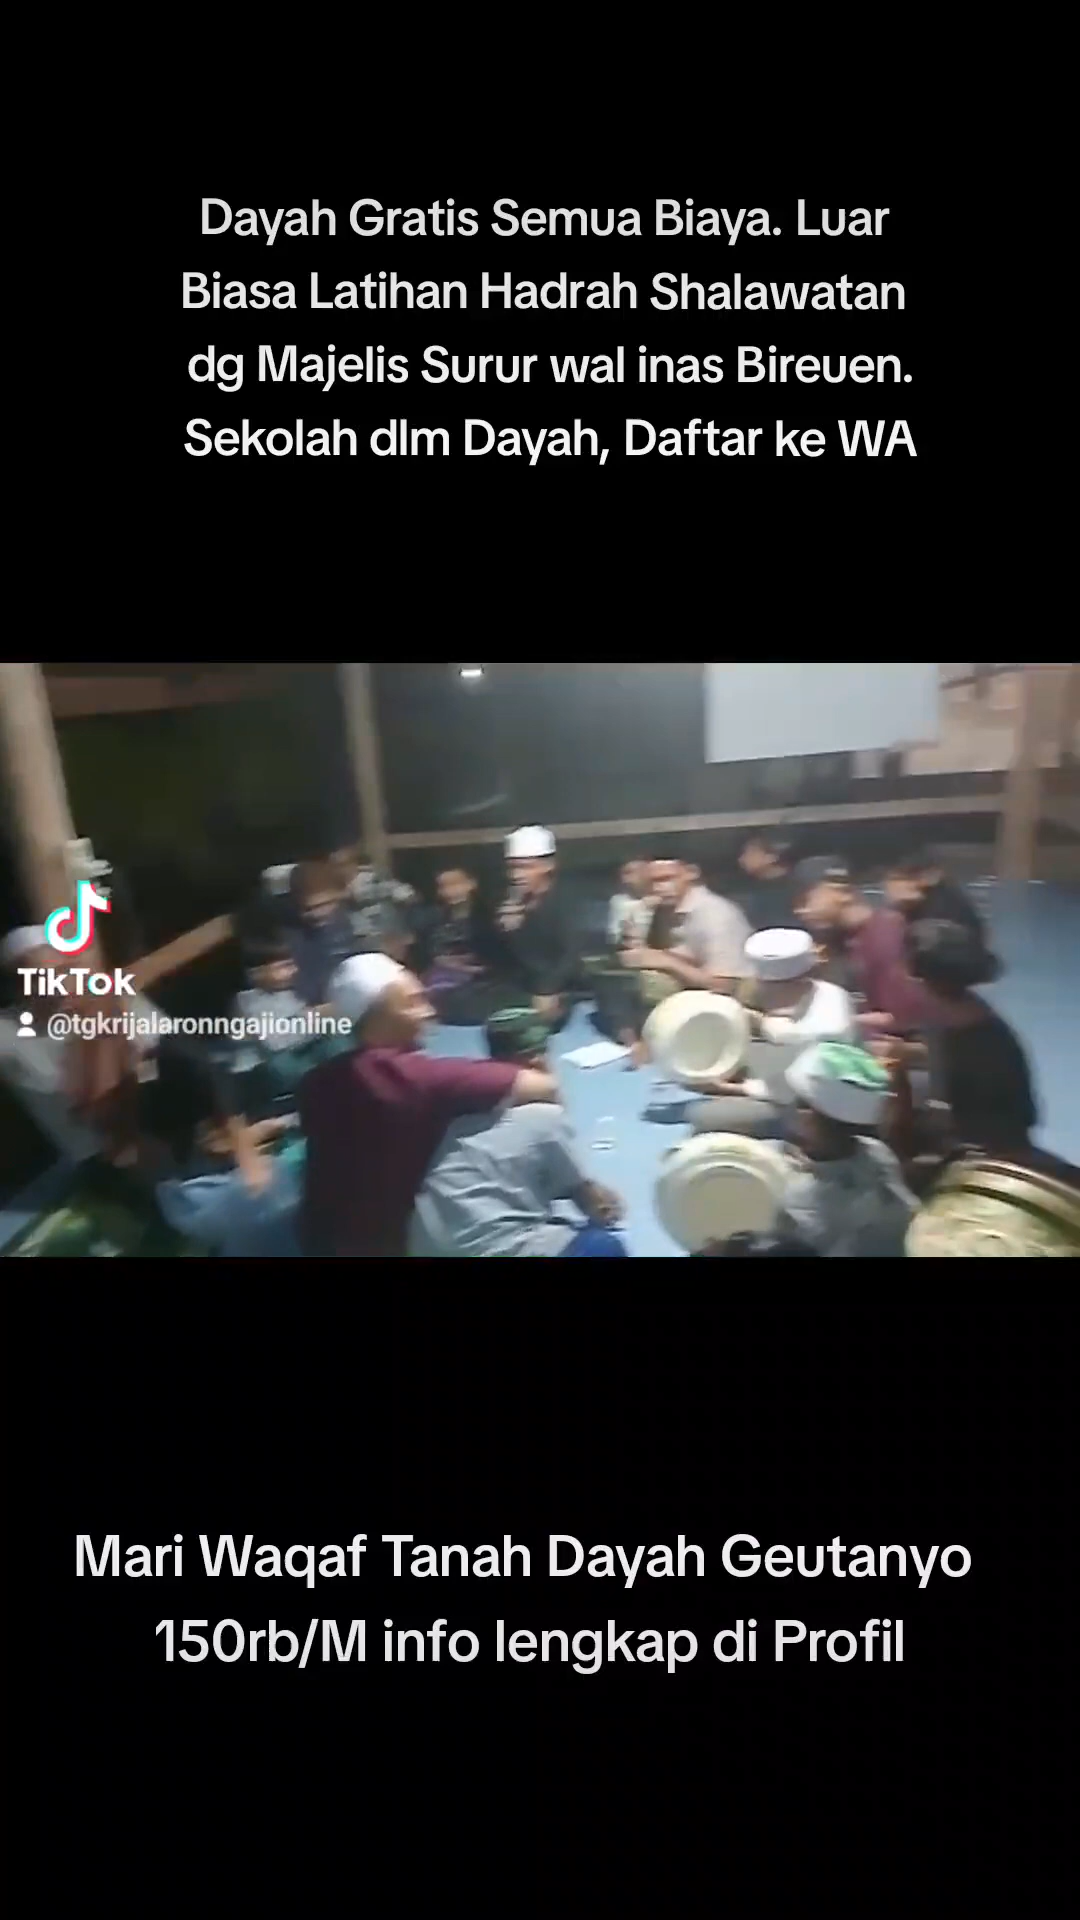 Dayah Gratis Semua Biaya. Luar
Biasa Latihan Hadrah Shalawatan
dg Majelis Surur wal inas Bireuen.
Sekolah dlm Dayah, Daftar ke WA
TikTok
@tgkrijalaronngajionline
Mari Waqaf Tanah Dayah Geutanyo
150rb/M info lengkap di Profil